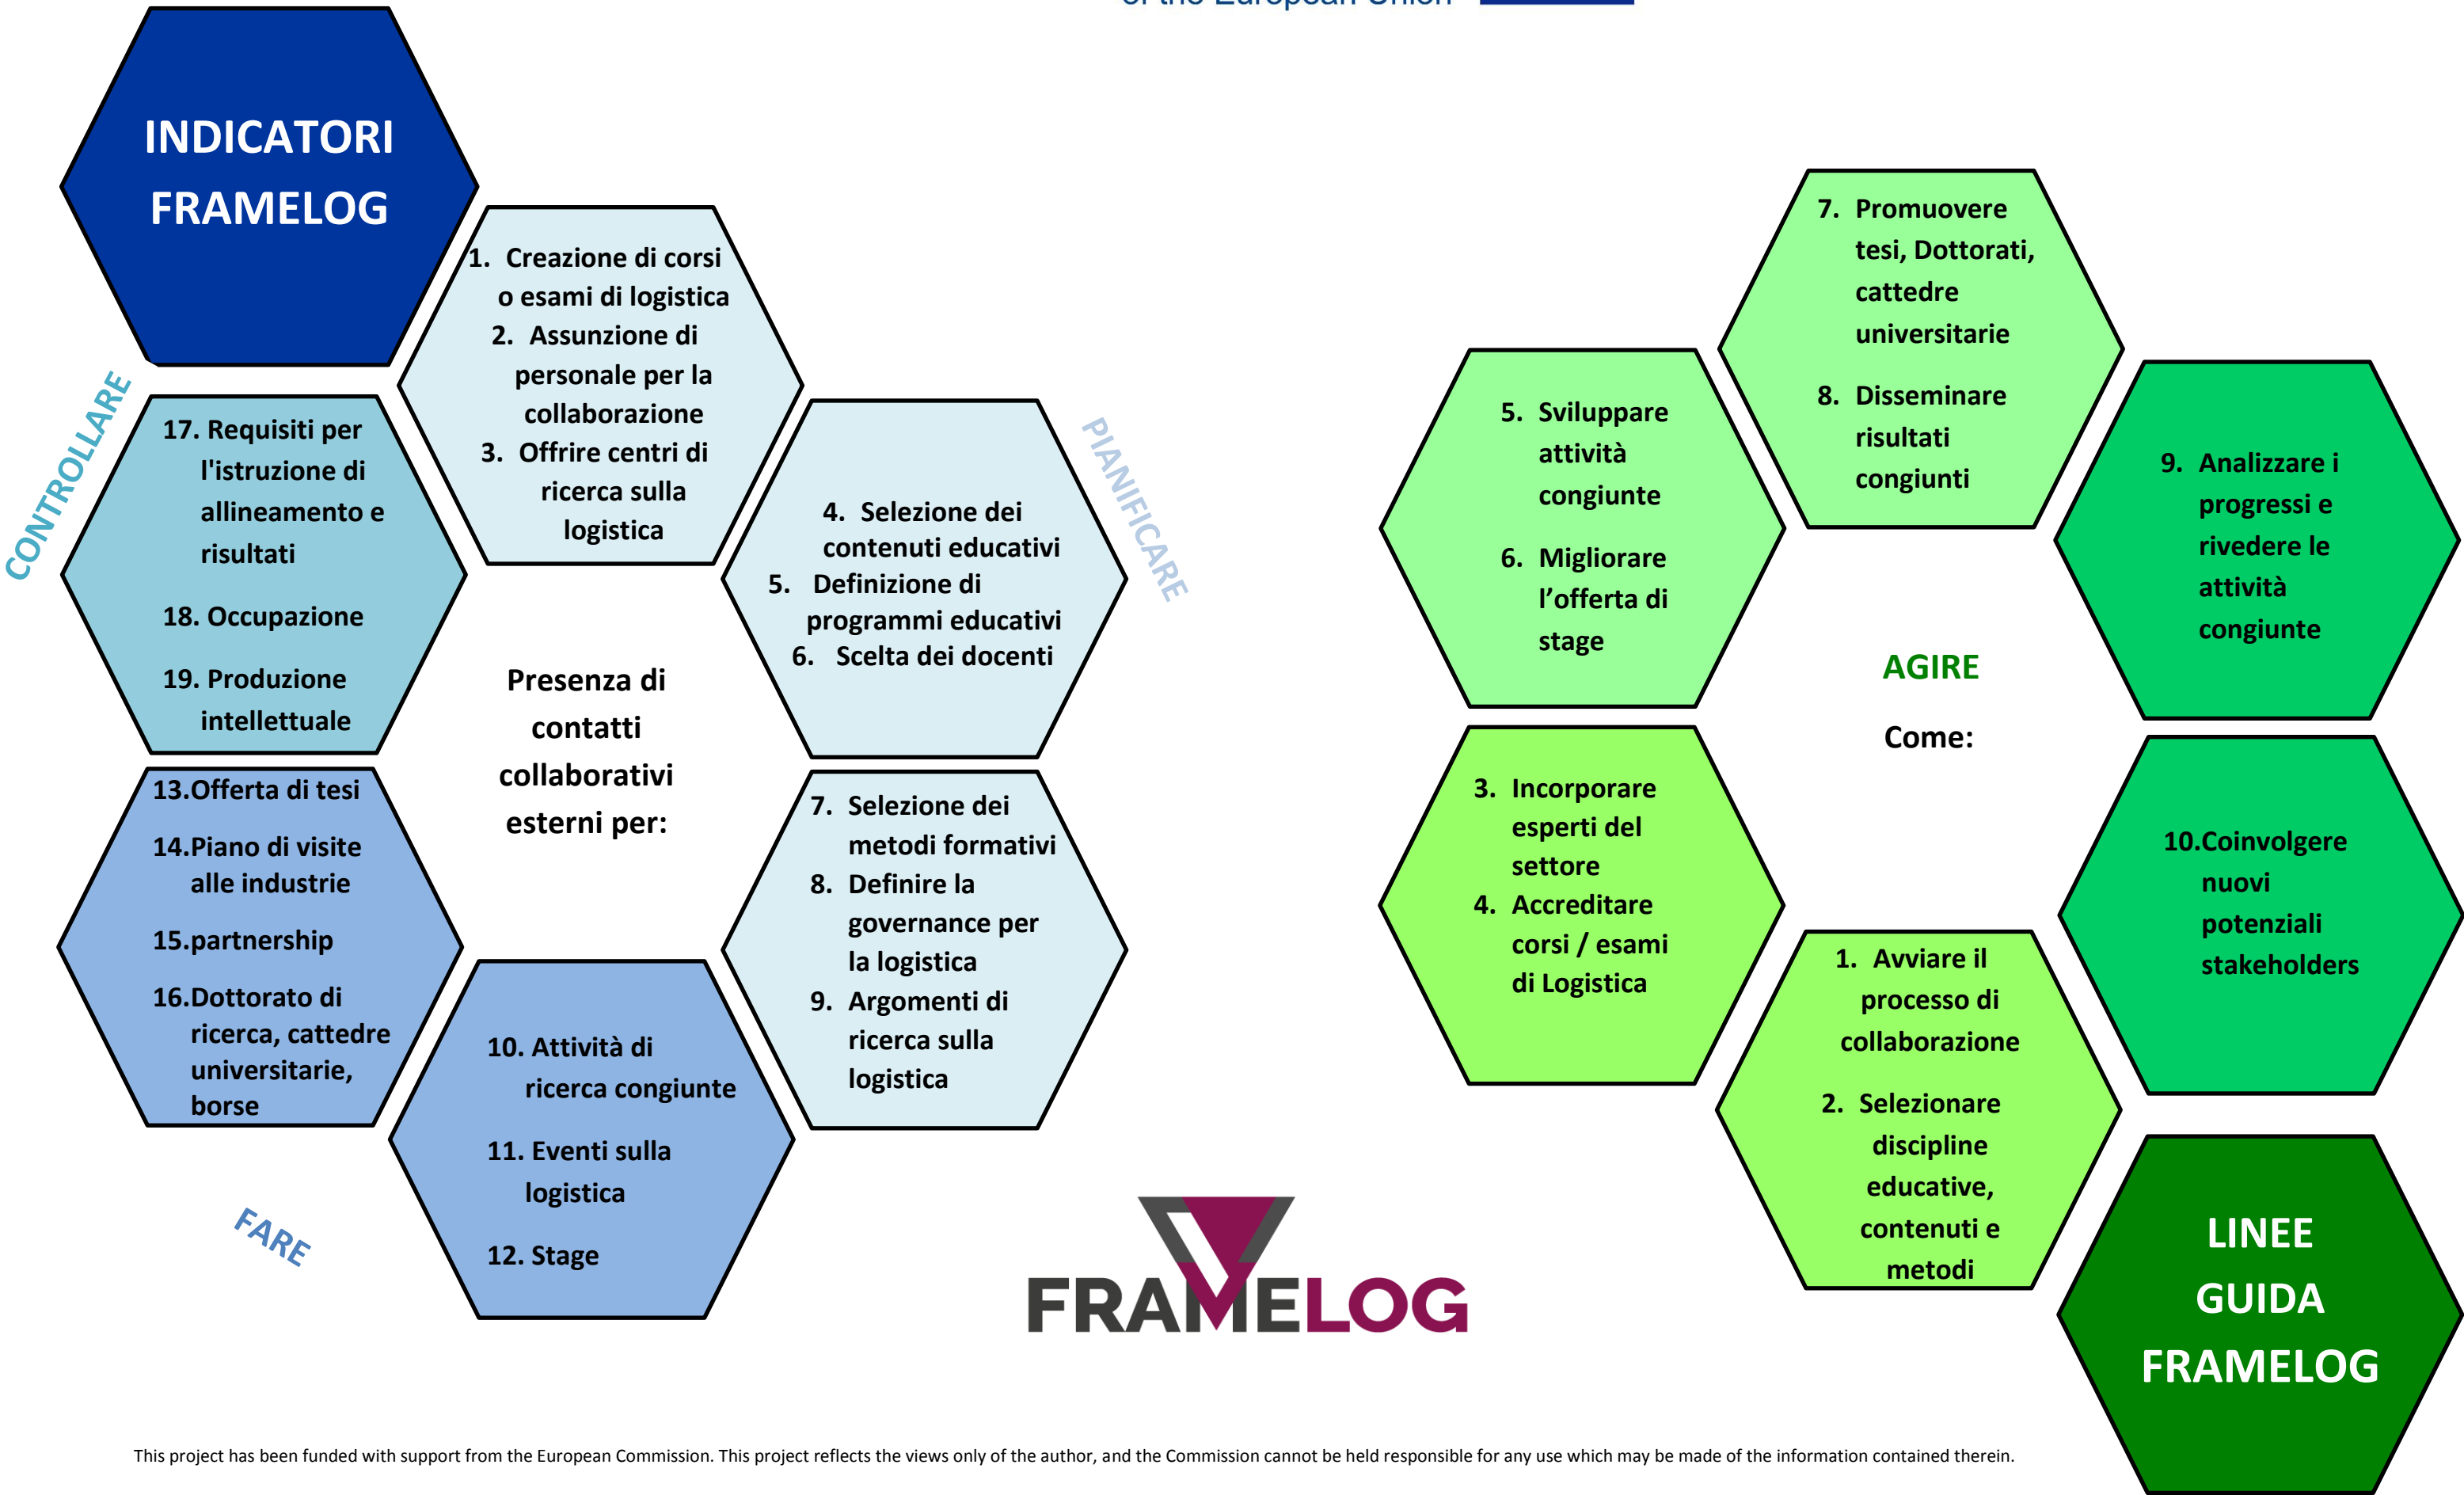 of the European Union
INDICATORI
FRAMELOG
1. Creazione di corsi
o esami di logistica
2. Assunzione di
personale per la
collaborazione
3. Offrire centri di
ricerca sulla
logistica
PIANIFICARE
4. Selezione dei
contenuti educativi
5. Definizione di
programmi educativi
6. Scelta dei docenti
7. Selezione dei
metodi formativi
8. Definire la
governance per
la logistica
9. Argomenti di
ricerca sulla
logistica
FARE
10. Attività di
ricerca congiunte
11. Eventi sulla
logistica
12. Stage
13.Offerta di tesi
14.Piano di visite
alle industrie
15.partnership
16.Dottorato di
ricerca, cattedre
universitarie,
borse
CONTROLLARE
17. Requisiti per
l'istruzione di
allineamento e
risultati
18. Occupazione
19. Produzione
intellettuale
Presenza di
contatti
collaborativi
esterni per:
AGIRE
Come:
1. Avviare il
processo di
collaborazione
2. Selezionare
discipline
educative,
contenuti e
metodi
3. Incorporare
esperti del
settore
4. Accreditare
corsi / esami
di Logistica
5. Sviluppare
attività
congiunte
6. Migliorare
l’offerta di
stage
7. Promuovere
tesi, Dottorati,
cattedre
universitarie
8. Disseminare
risultati
congiunti
9. Analizzare i
progressi e
rivedere le
attività
congiunte
10.Coinvolgere
nuovi
potenziali
stakeholders
LINEE
GUIDA
FRAMELOG
FRAMELOG
This project has been funded with support from the European Commission. This project reflects the views only of the author, and the Commission cannot be held responsible for any use which may be made of the information contained therein.